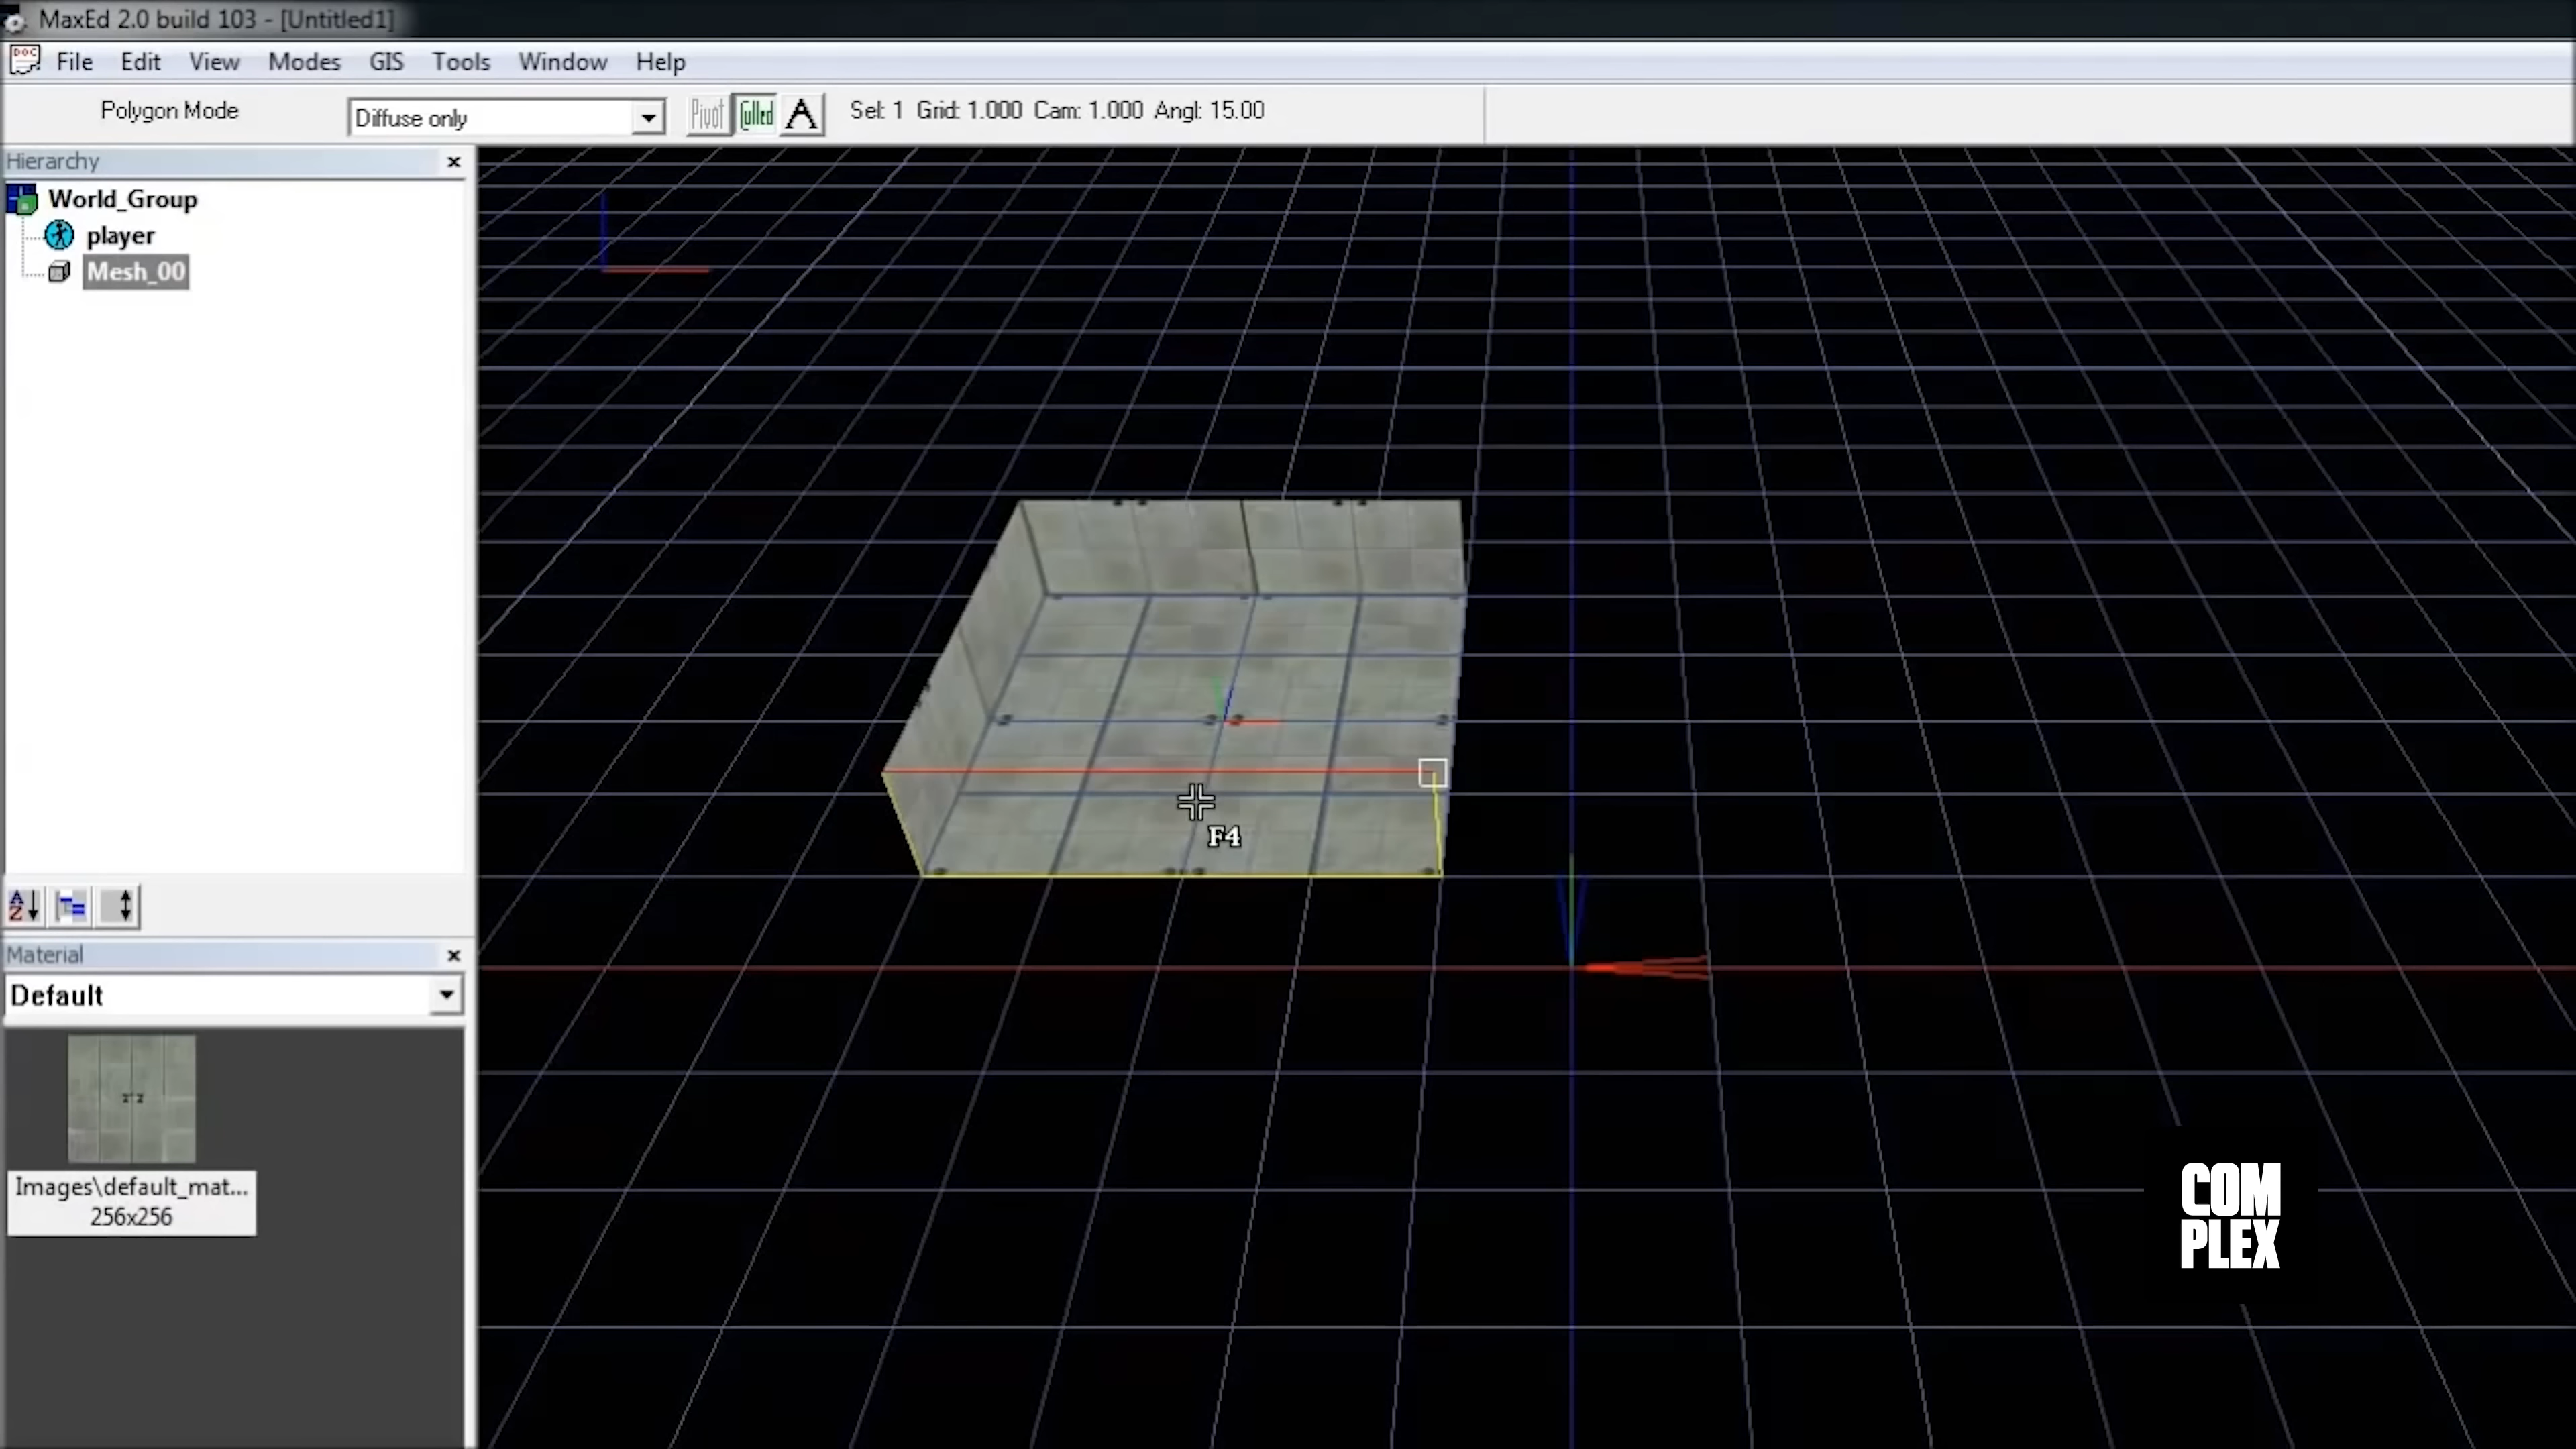 MaxEd 2.0 build 103 - [Untitled1]
DOC File Edit View Modes GIS Tools Window Help
Polygon Mode Diffuse only Pivot Culled A Sel: 1 Grid: 1.000 Cam: 1.000 Angl: 15.00
Hierarchy
World_Group
player
Mesh_00
F4
AZ
Material
Default
Images\default_mat...
256x256
COM
PLEX